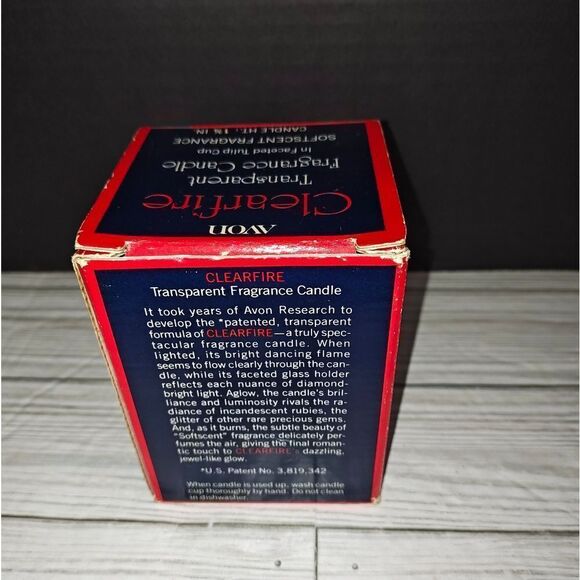 AVON
Clearfire
Transparent
Fragrance Candle
In Faceted Tulip Cup
SOFTSCENT FRAGRANCE
CANDLE HT. 1¾ IN.
CLEARFIRE
Transparent Fragrance Candle
It took years of Avon Research to
develop the *patented, transparent
formula of CLEARFIRE—a truly spec-
tacular fragrance candle. When
lighted, its bright dancing flame
seems to flow clearly through the can-
dle, while its faceted glass holder
reflects each nuance of diamond-
bright light. Aglow, the candle's bril-
liance and luminosity rivals the ra-
diance of incandescent rubies, the
glitter of other rare precious gems.
And, as it burns, the subtle beauty of
"Softscent" fragrance delicately per-
fumes the air, giving the final roman-
tic touch to CLEARFIRE's dazzling,
jewel-like glow.
*U.S. Patent No. 3,819,342
When candle is used up, wash candle
cup thoroughly by hand. Do not clean
in dishwasher.